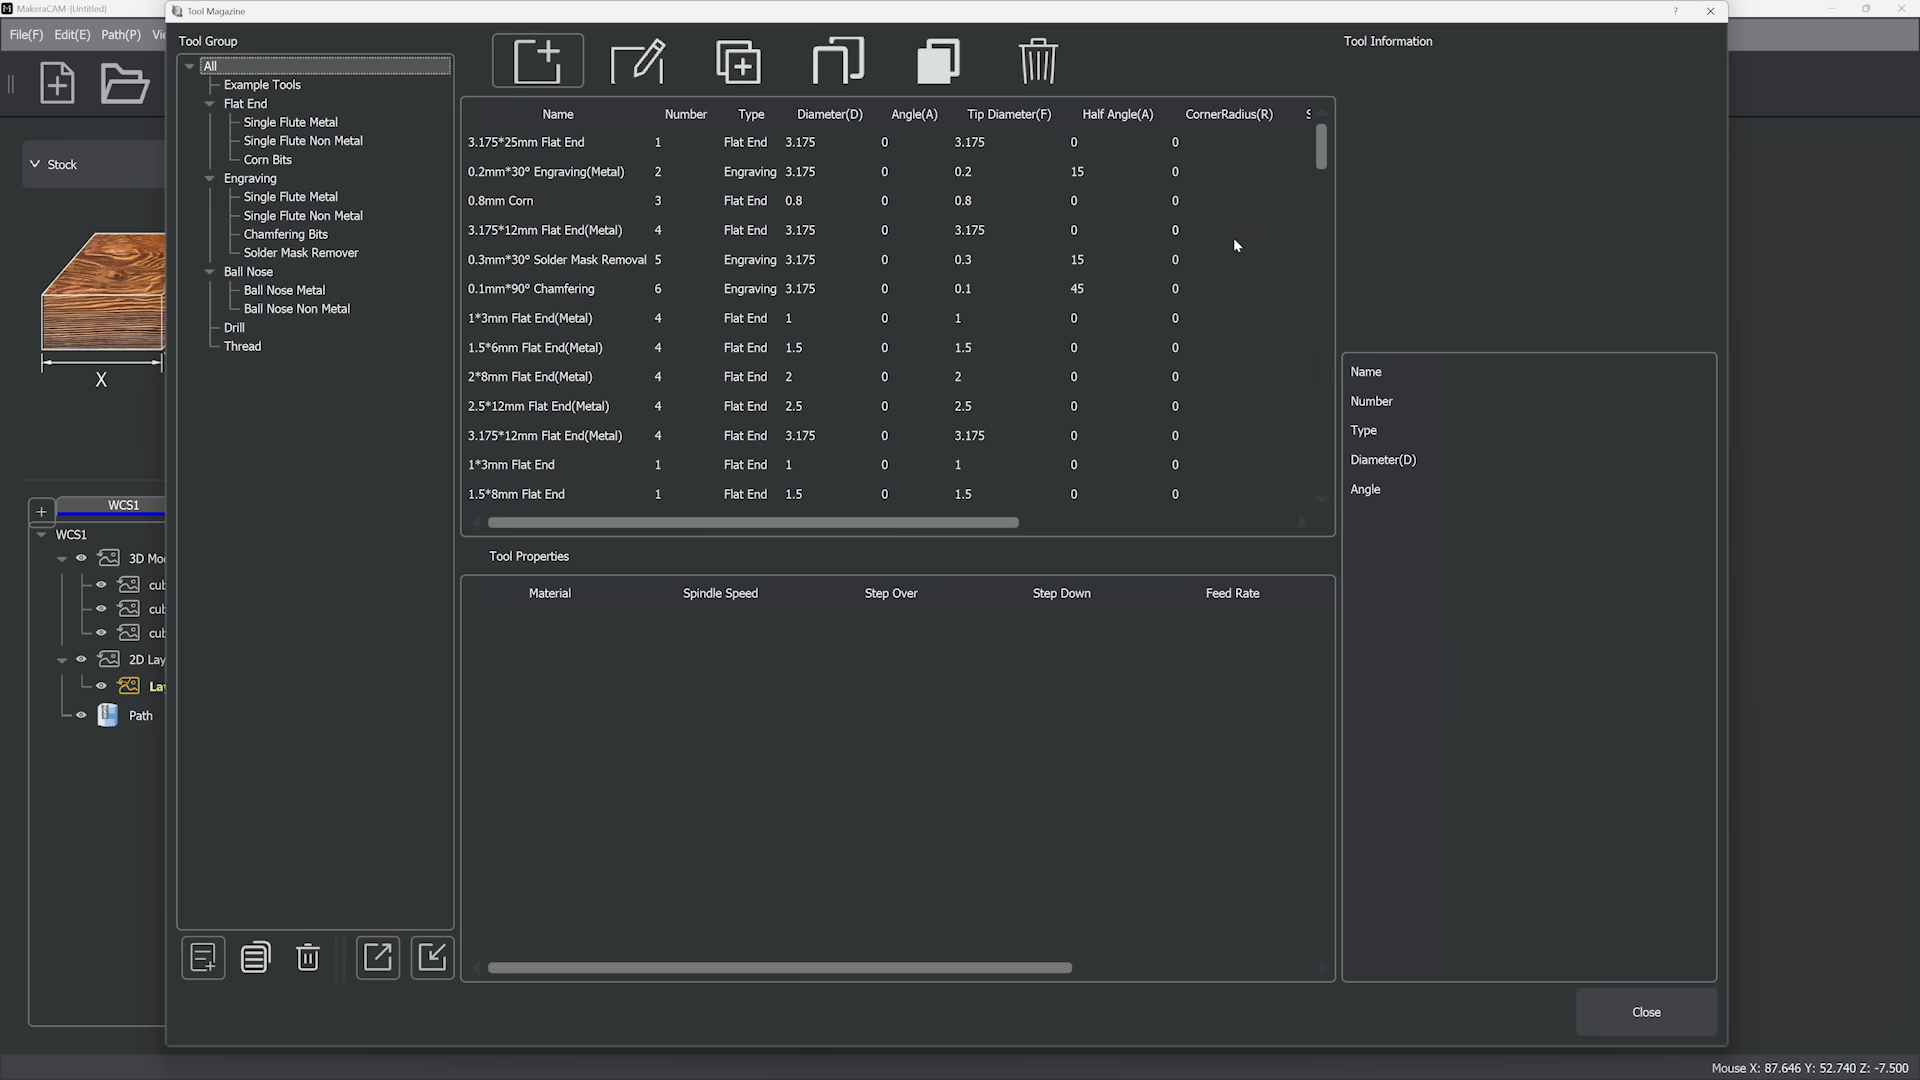 MakeraCAM-[Untitled]
File(F) Edit(E) Path(P)
Stock
X
WCS1
WCS1
3D
2D
Path
Tool Magazine
?
Tool Group
All
Example Tools
Flat End
Single Flute Metal
Single Flute Non Metal
Corn Bits
Engraving
Single Flute Metal
Single Flute Non Metal
Chamfering Bits
Solder Mask Remover
Ball Nose
Ball Nose Metal
Ball Nose Non Metal
Drill
Thread
Name Number Type Diameter(D) Angle(A) Tip Diameter(F) Half Angle(A) CornerRadius(R)
3.175*25mm Flat End 1 Flat End 3.175 0 3.175 0 0
0.2mm*30° Engraving(Metal) 2 Engraving 3.175 0 0.2 15 0
0.8mm Corn 3 Flat End 0.8 0 0.8 0 0
3.175*12mm Flat End(Metal) 4 Flat End 3.175 0 3.175 0 0
0.3mm*30° Solder Mask Removal 5 Engraving 3.175 0 0.3 15 0
0.1mm*90° Chamfering 6 Engraving 3.175 0 0.1 45 0
1*3mm Flat End(Metal) 4 Flat End 1 0 1 0 0
1.5*6mm Flat End(Metal) 4 Flat End 1.5 0 1.5 0 0
2*8mm Flat End(Metal) 4 Flat End 2 0 2 0 0
2.5*12mm Flat End(Metal) 4 Flat End 2.5 0 2.5 0 0
3.175*12mm Flat End(Metal) 4 Flat End 3.175 0 3.175 0 0
1*3mm Flat End 1 Flat End 1 0 1 0 0
1.5*8mm Flat End 1 Flat End 1.5 0 1.5 0 0
Tool Properties
Material Spindle Speed Step Over Step Down Feed Rate
Tool Information
Name
Number
Type
Diameter(D)
Angle
Close
Mouse X: 87.646 Y: 52.740 Z: -7.500